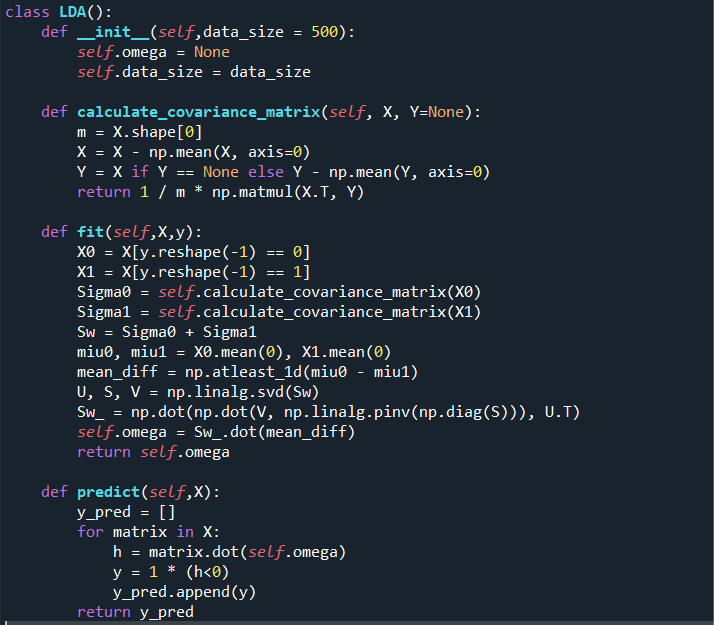 class LDA():
    def __init__(self,data_size = 500):
        self.omega = None
        self.data_size = data_size

    def calculate_covariance_matrix(self, X, Y=None):
        m = X.shape[0]
        X = X - np.mean(X, axis=0)
        Y = X if Y == None else Y - np.mean(Y, axis=0)
        return 1 / m * np.matmul(X.T, Y)

    def fit(self,X,y):
        X0 = X[y.reshape(-1) == 0]
        X1 = X[y.reshape(-1) == 1]
        Sigma0 = self.calculate_covariance_matrix(X0)
        Sigma1 = self.calculate_covariance_matrix(X1)
        Sw = Sigma0 + Sigma1
        miu0, miu1 = X0.mean(0), X1.mean(0)
        mean_diff = np.atleast_1d(miu0 - miu1)
        U, S, V = np.linalg.svd(Sw)
        Sw_ = np.dot(np.dot(V, np.linalg.pinv(np.diag(S))), U.T)
        self.omega = Sw_.dot(mean_diff)
        return self.omega

    def predict(self,X):
        y_pred = []
        for matrix in X:
            h = matrix.dot(self.omega)
            y = 1 * (h<0)
            y_pred.append(y)
        return y_pred